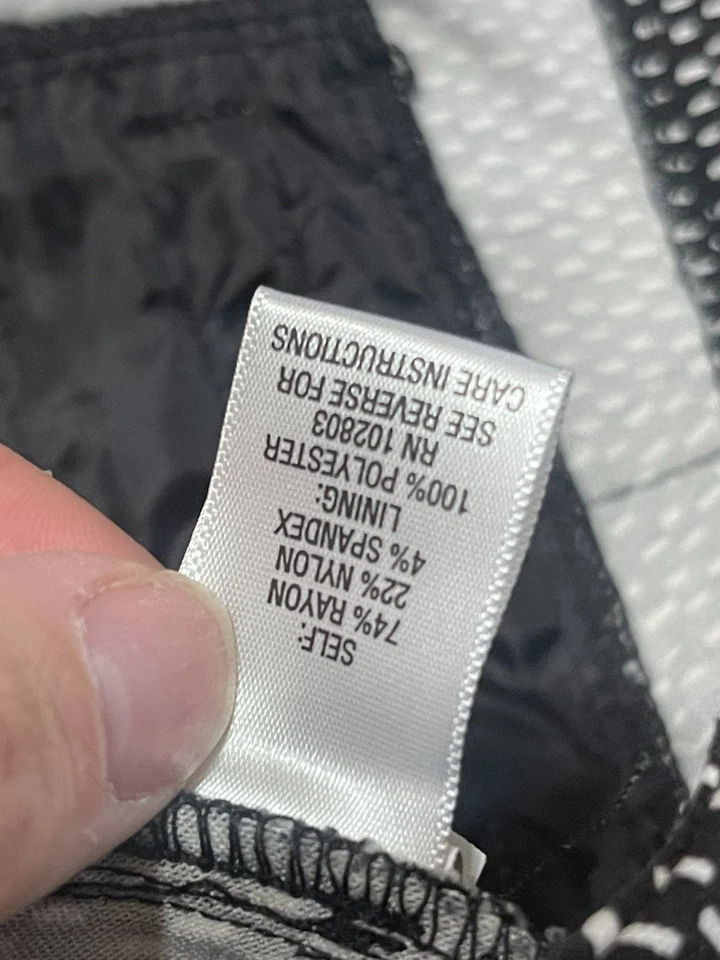 SELF:
74% RAYON
22% NYLON
4% SPANDEX
LINING:
100% POLYESTER
RN 102803
SEE REVERSE FOR
CARE INSTRUCTIONS